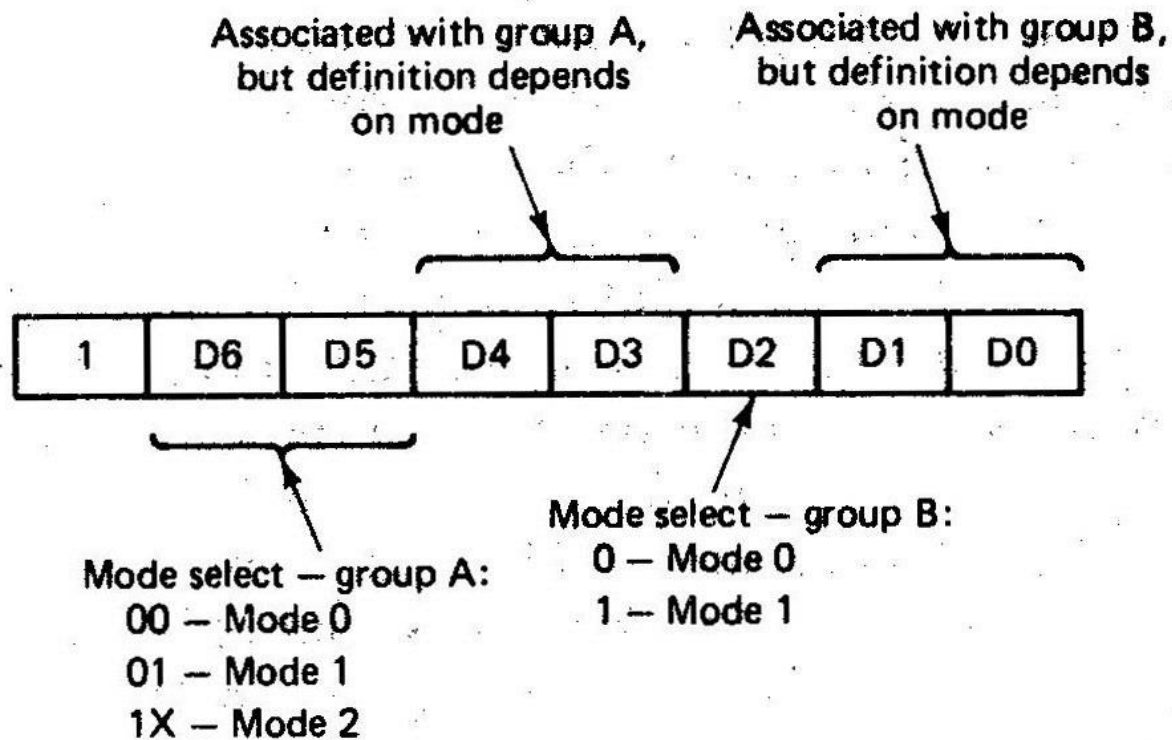 Associated with group A,
but definition depends
on mode
Associated with group B,
but definition depends
on mode
1 D6 D5 D4 D3 D2 D1 D0
Mode select – group A:
00 – Mode 0
01 – Mode 1
1X – Mode 2
Mode select – group B:
0 – Mode 0
1 – Mode 1